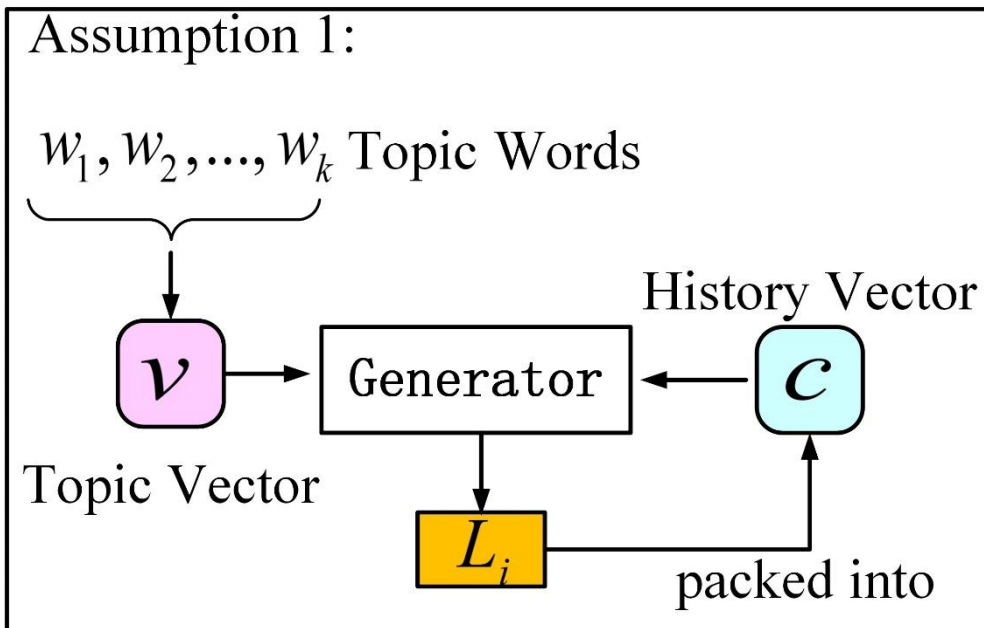 Assumption 1:
w₁, w₂, ..., wₖ Topic Words
History Vector
v
Generator
c
Topic Vector
Lᵢ
packed into